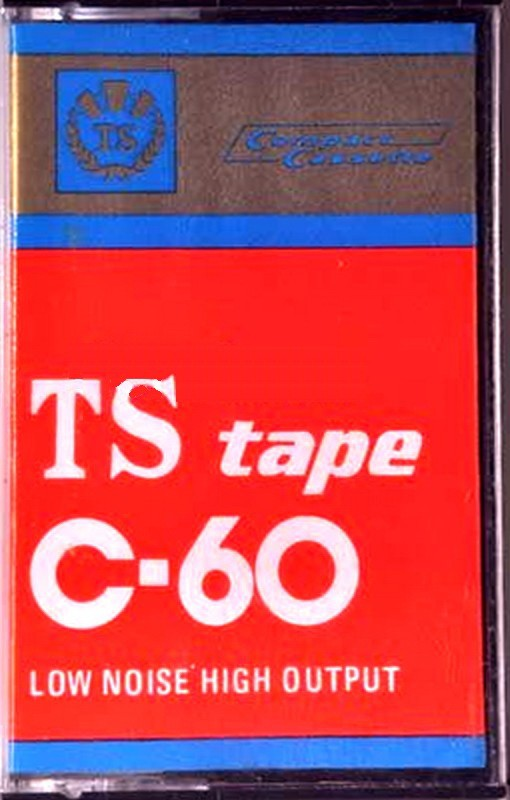 TS
Compact
Cassette
TS tape
C-60
LOW NOISE HIGH OUTPUT